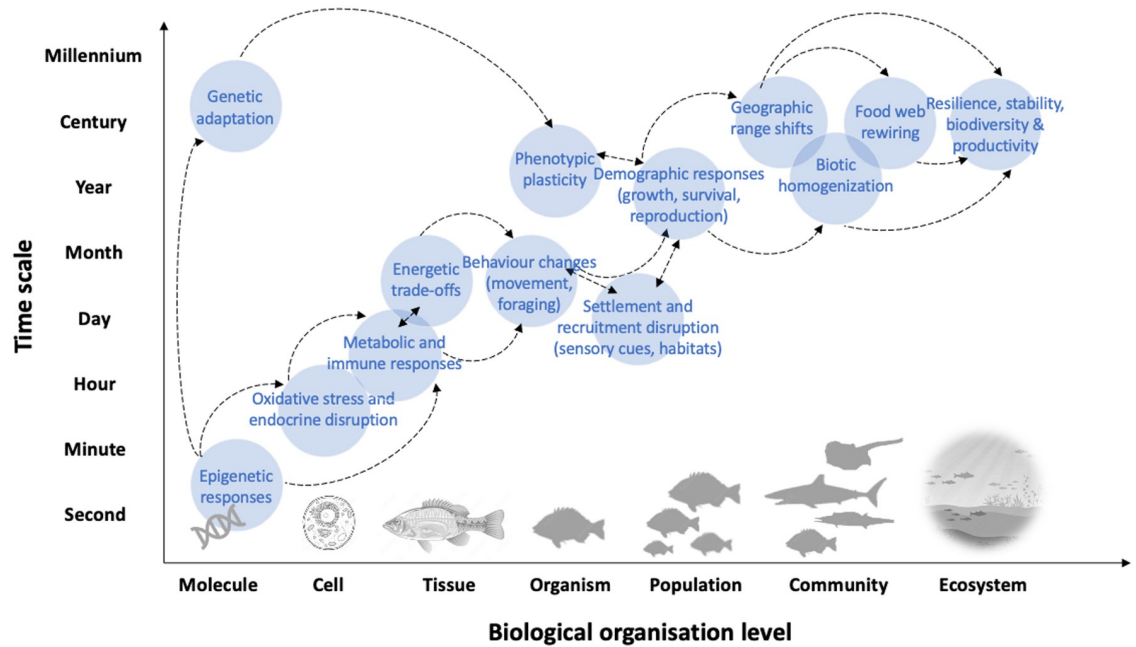 Millennium
Century
Year
Month
Day
Hour
Minute
Second
Time scale
Genetic
adaptation
Phenotypic
plasticity
Demographic responses
(growth, survival,
reproduction)
Geographic
range shifts
Food web
rewiring
Resilience, stability,
biodiversity &
productivity
Biotic
homogenization
Energetic
trade-offs
Behaviour changes
(movement,
foraging)
Settlement and
recruitment disruption
(sensory cues, habitats)
Metabolic and
immune responses
Oxidative stress and
endocrine disruption
Epigenetic
responses
Molecule
Cell
Tissue
Organism
Population
Community
Ecosystem
Biological organisation level